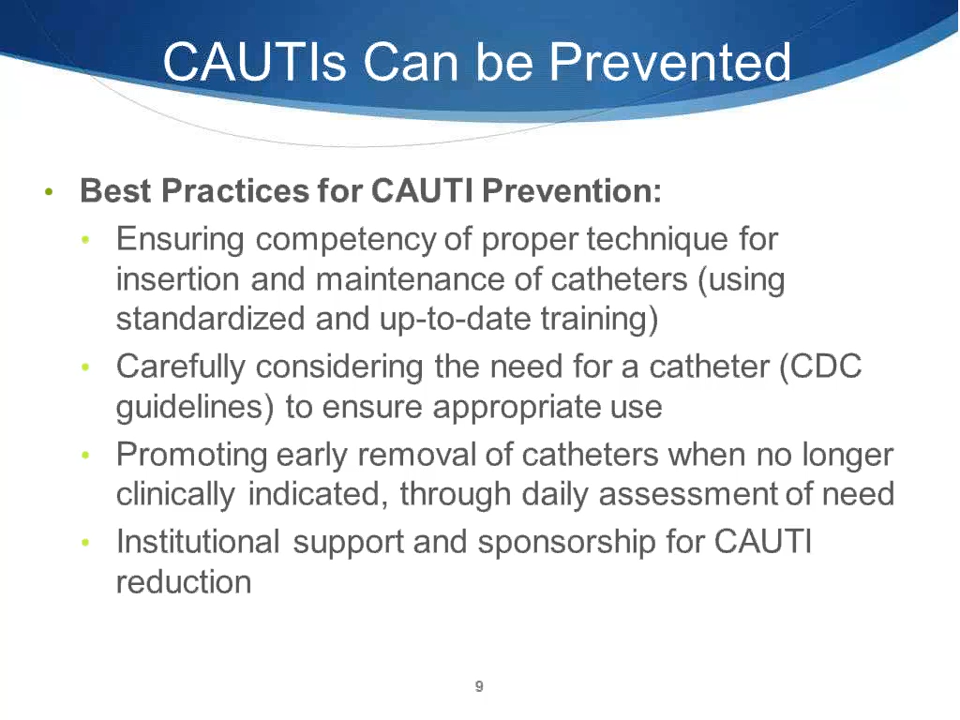 CAUTIs Can be Prevented
• Best Practices for CAUTI Prevention:
• Ensuring competency of proper technique for
insertion and maintenance of catheters (using
standardized and up-to-date training)
• Carefully considering the need for a catheter (CDC
guidelines) to ensure appropriate use
• Promoting early removal of catheters when no longer
clinically indicated, through daily assessment of need
• Institutional support and sponsorship for CAUTI
reduction
9